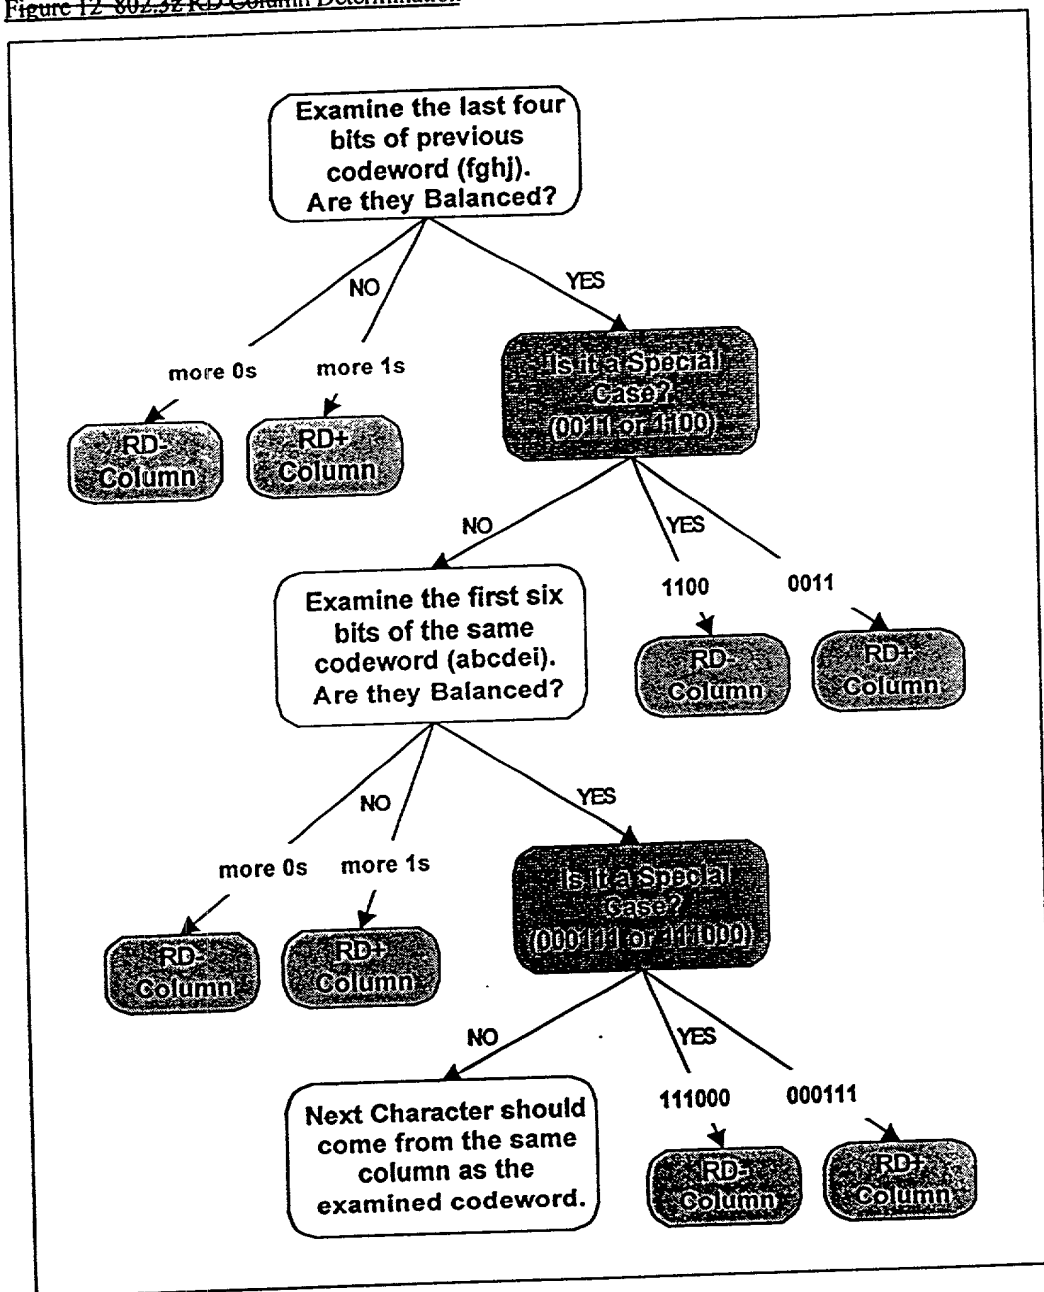 Figure 12 802.3z RD Column Determination
Examine the last four
bits of previous
codeword (fghj).
Are they Balanced?
NO
YES
more 0s
more 1s
RD-
Column
RD+
Column
Is it a Special
Case?
(0011 or 1100)
NO
YES
1100
0011
Examine the first six
bits of the same
codeword (abcdei).
Are they Balanced?
RD-
Column
RD+
Column
NO
YES
more 0s
more 1s
RD-
Column
RD+
Column
Is it a Special
Case?
(000111 or 111000)
NO
YES
111000
000111
Next Character should
come from the same
column as the
examined codeword.
RD-
Column
RD+
Column